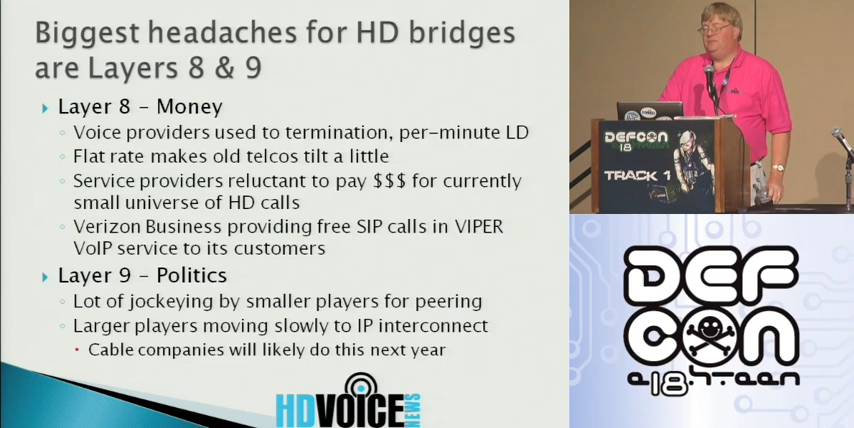 Biggest headaches for HD bridges
are Layers 8 & 9
Layer 8 – Money
Voice providers used to termination, per-minute LD
Flat rate makes old telcos tilt a little
Service providers reluctant to pay $$$ for currently
small universe of HD calls
Verizon Business providing free SIP calls in VIPER
VoIP service to its customers
Layer 9 – Politics
Lot of jockeying by smaller players for peering
Larger players moving slowly to IP interconnect
Cable companies will likely do this next year
HDVOICE
NEWS
DEFCON
18
TRACK 1
DEF
CON
e18hteen